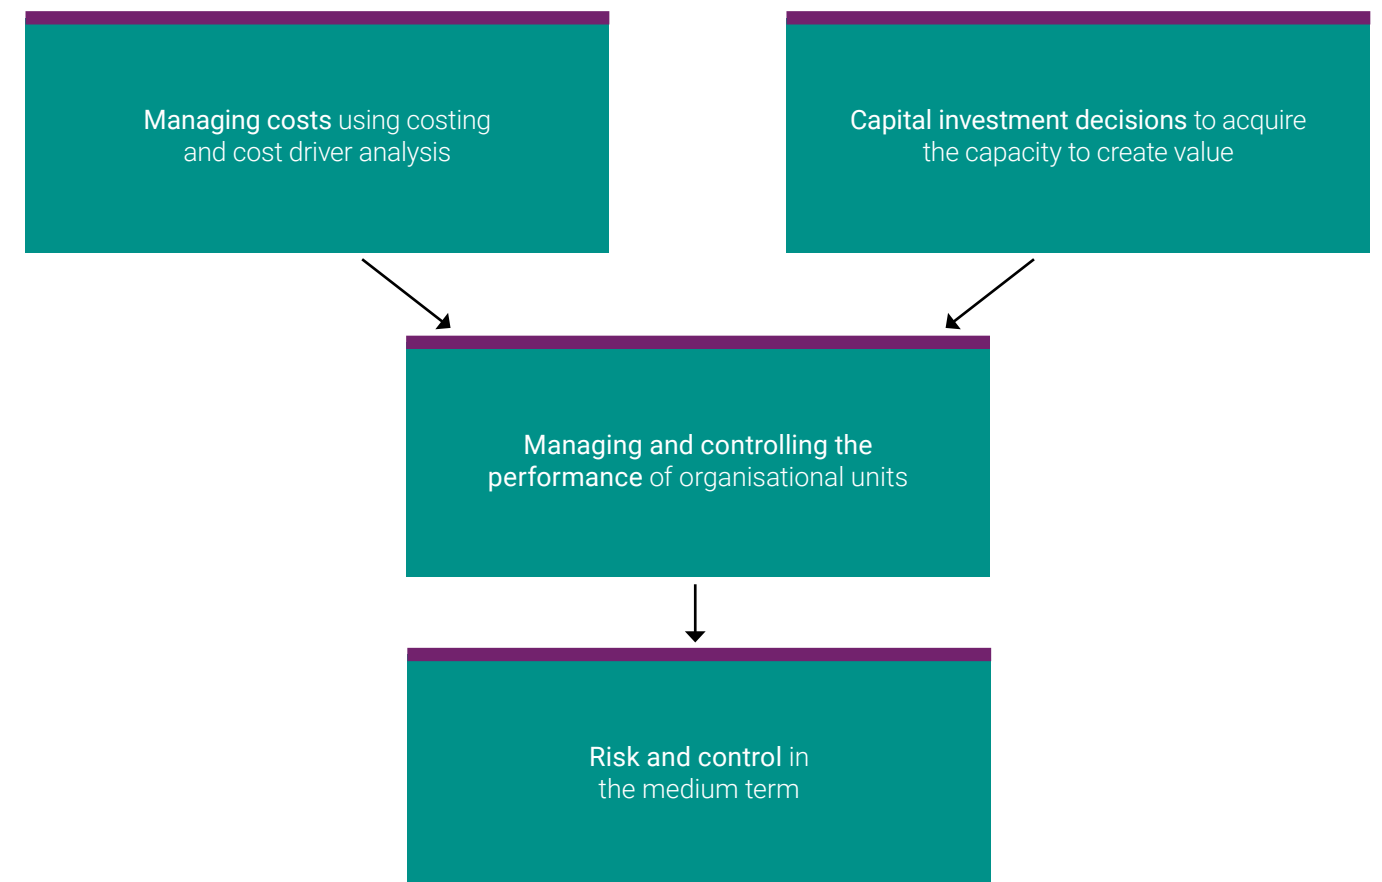 Managing costs using costing
and cost driver analysis
Capital investment decisions to acquire
the capacity to create value
Managing and controlling the
performance of organisational units
Risk and control in
the medium term